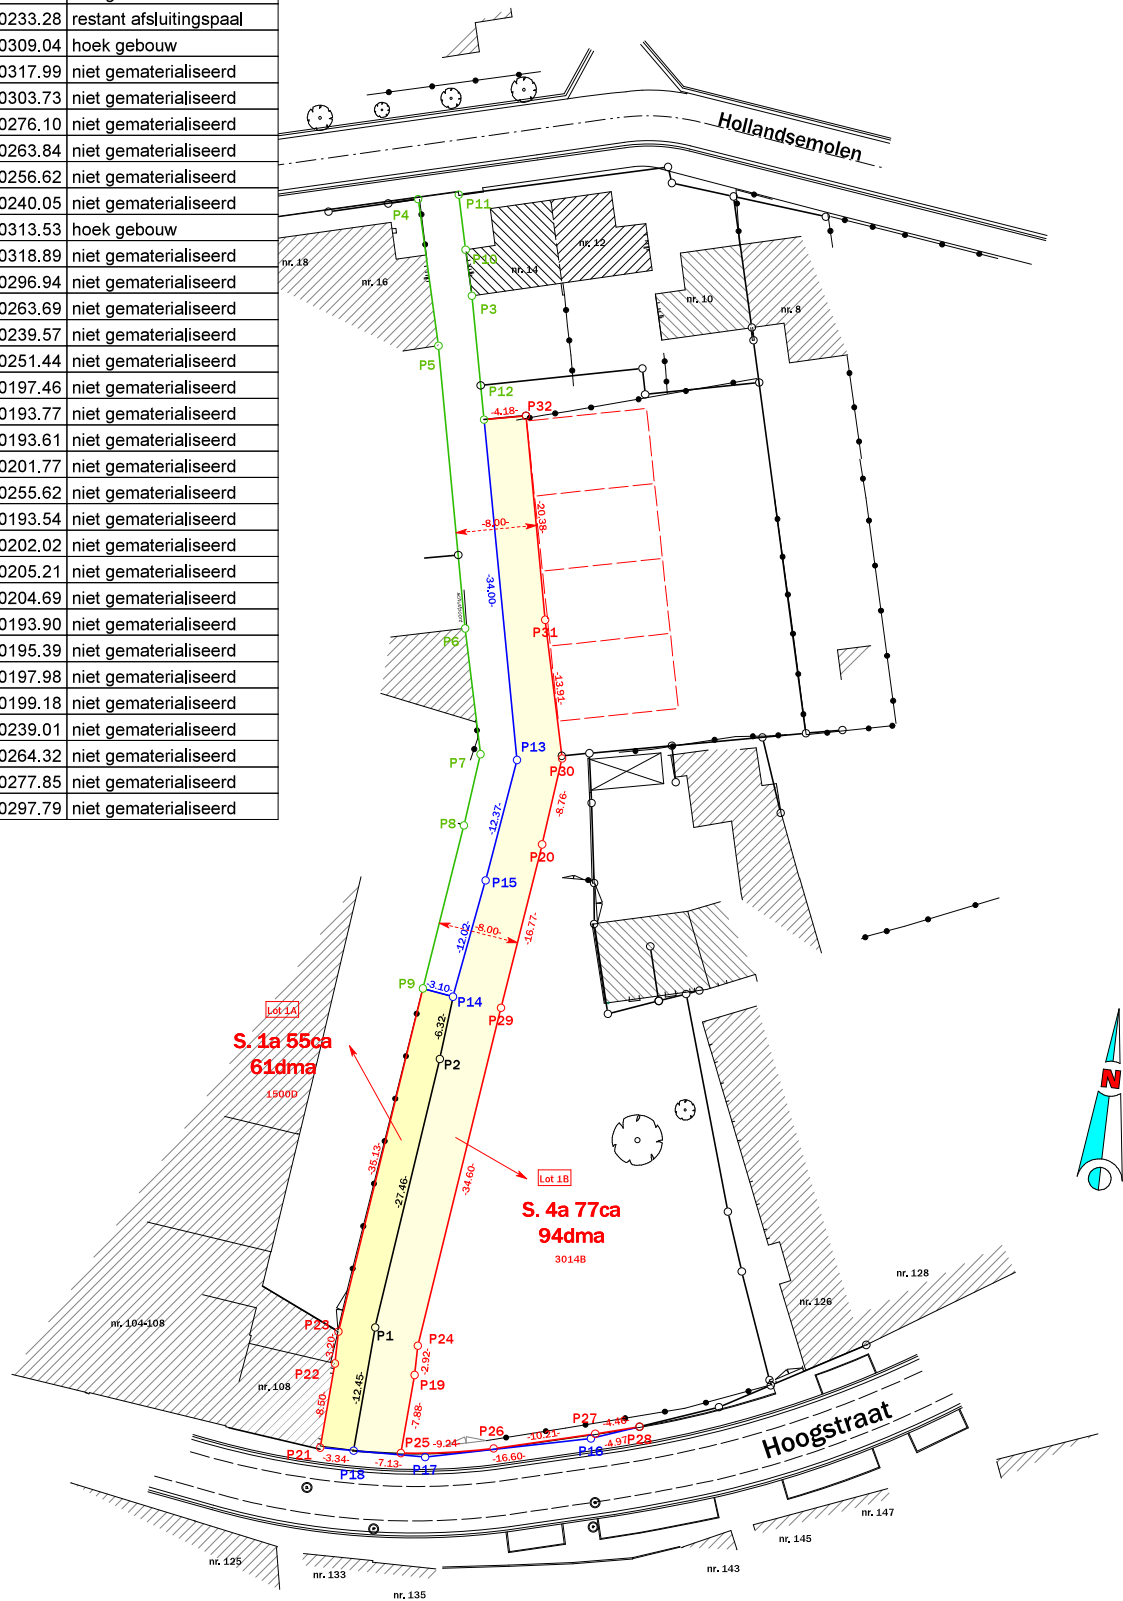 0233.28 restant afsluitingspaal
0309.04 hoek gebouw
0317.99 niet gematerialiseerd
0303.73 niet gematerialiseerd
0276.10 niet gematerialiseerd
0263.84 niet gematerialiseerd
0256.62 niet gematerialiseerd
0240.05 niet gematerialiseerd
0313.53 hoek gebouw
0318.89 niet gematerialiseerd
0296.94 niet gematerialiseerd
0263.69 niet gematerialiseerd
0239.57 niet gematerialiseerd
0251.44 niet gematerialiseerd
0197.46 niet gematerialiseerd
0193.77 niet gematerialiseerd
0193.61 niet gematerialiseerd
0201.77 niet gematerialiseerd
0255.62 niet gematerialiseerd
0193.54 niet gematerialiseerd
0202.02 niet gematerialiseerd
0205.21 niet gematerialiseerd
0204.69 niet gematerialiseerd
0193.90 niet gematerialiseerd
0195.39 niet gematerialiseerd
0197.98 niet gematerialiseerd
0199.18 niet gematerialiseerd
0239.01 niet gematerialiseerd
0264.32 niet gematerialiseerd
0277.85 niet gematerialiseerd
0297.79 niet gematerialiseerd
Hollandsemolen
P4
P11
P10
nr. 18
nr. 16
nr. 14
nr. 12
nr. 10
nr. 8
P3
P5
P12
-4.18-
P32
-8.00-
-20.38-
-34.00-
P6
P31
-13.91-
P7
P13
P30
-8.76-
P8
-12.37-
P20
P15
-8.00-
-12.02-
-16.77-
P9
-3.10-
P14
P29
Lot 1A
S. 1a 55ca
61dma
1500D
-6.32-
P2
-35.13-
-27.46-
-34.60-
Lot 1B
S. 4a 77ca
94dma
3014B
nr. 128
nr. 126
nr. 104-108
P23
P1
P24
-3.20-
P22
-2.92-
P19
nr. 108
-8.50-
-12.45-
-7.88-
P21
-3.34-
P18
-7.13-
P25
P17
-9.24-
P26
-16.60-
-10.21-
P27
P16
-4.46-
-4.97-
P28
Hoogstraat
nr. 125
nr. 133
nr. 135
nr. 143
nr. 145
nr. 147
N